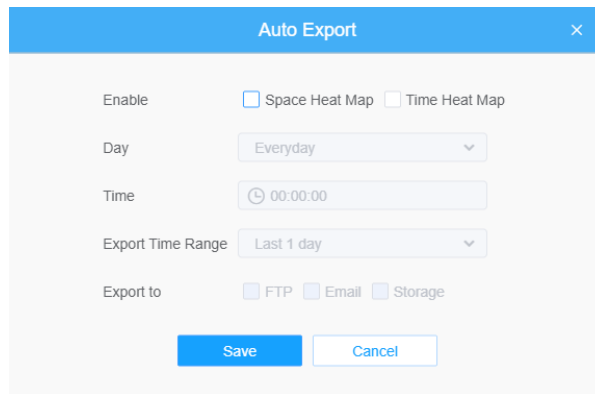 Auto Export
Enable Space Heat Map Time Heat Map
Day Everyday
Time 00:00:00
Export Time Range Last 1 day
Export to FTP Email Storage
Save Cancel